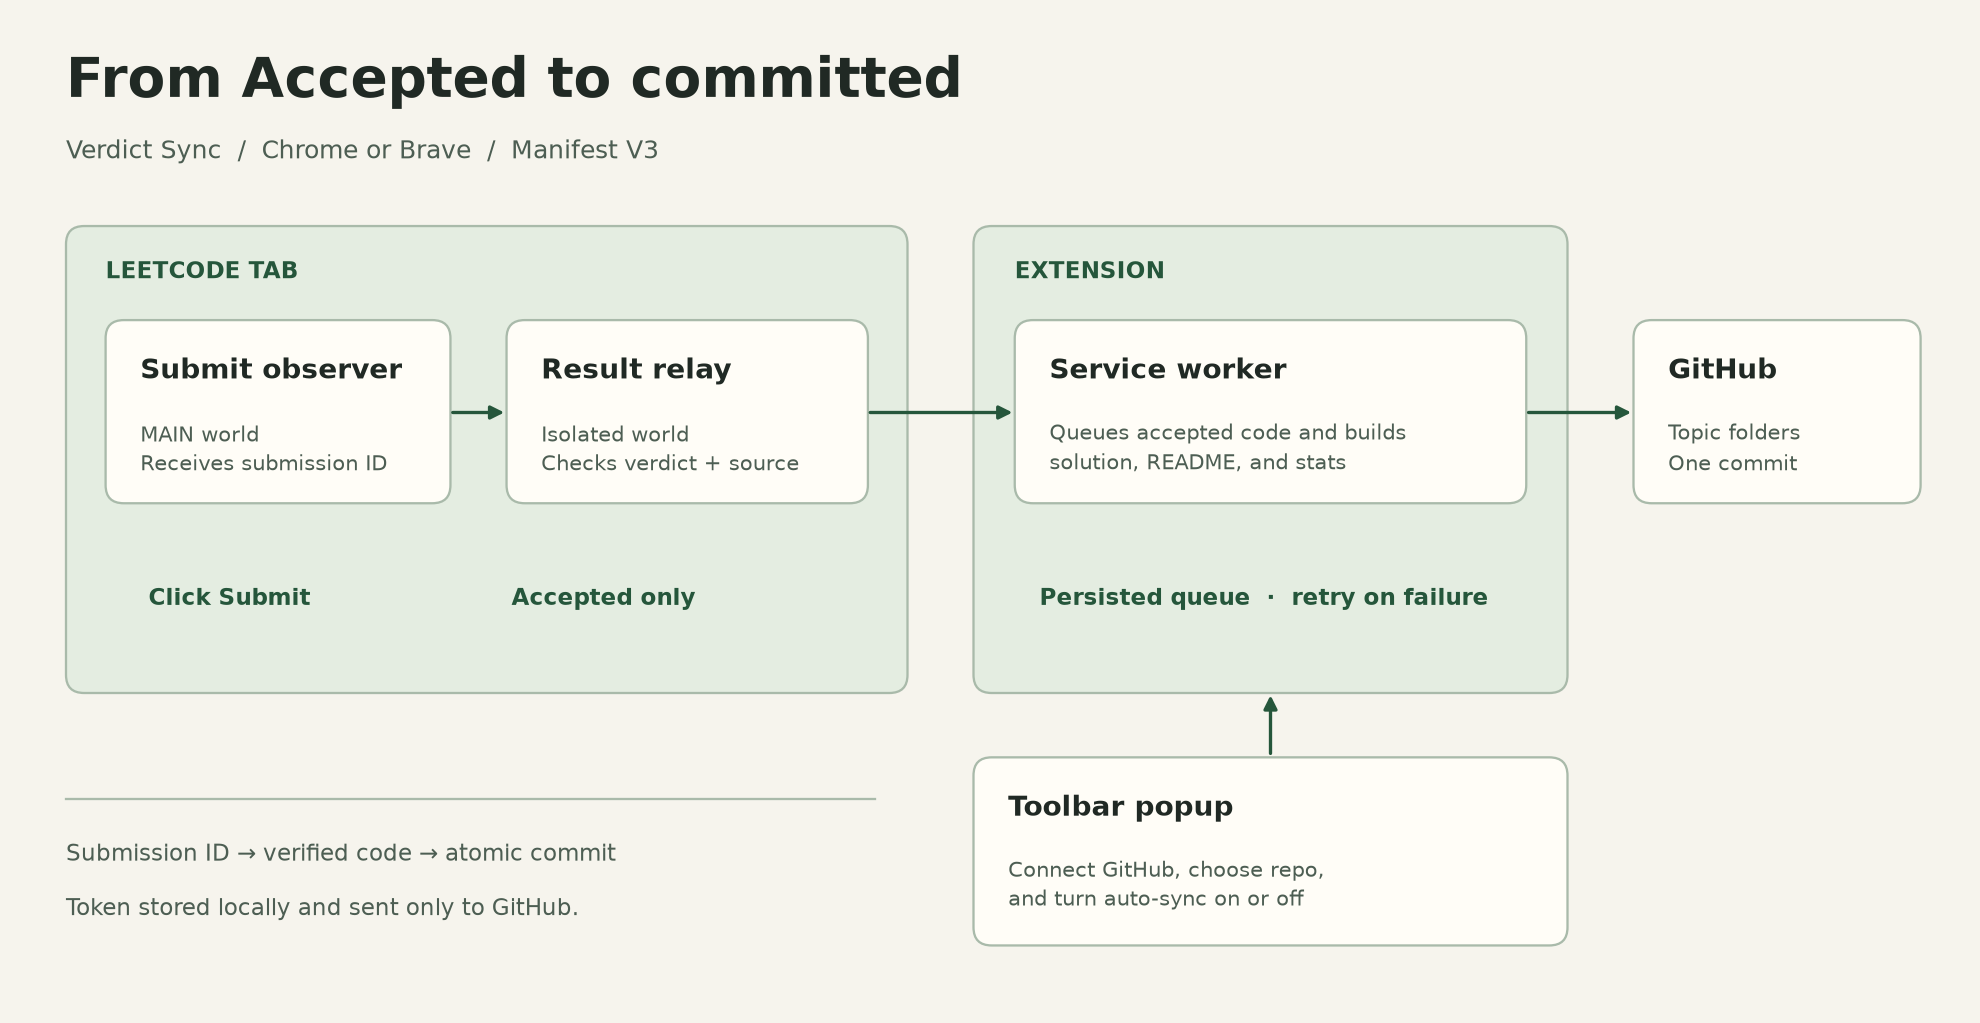 From Accepted to committed
Verdict Sync / Chrome or Brave / Manifest V3
LEETCODE TAB
Submit observer
MAIN world
Receives submission ID
Result relay
Isolated world
Checks verdict + source
Click Submit
Accepted only
EXTENSION
Service worker
Queues accepted code and builds
solution, README, and stats
Persisted queue · retry on failure
GitHub
Topic folders
One commit
Toolbar popup
Connect GitHub, choose repo,
and turn auto-sync on or off
Submission ID → verified code → atomic commit
Token stored locally and sent only to GitHub.